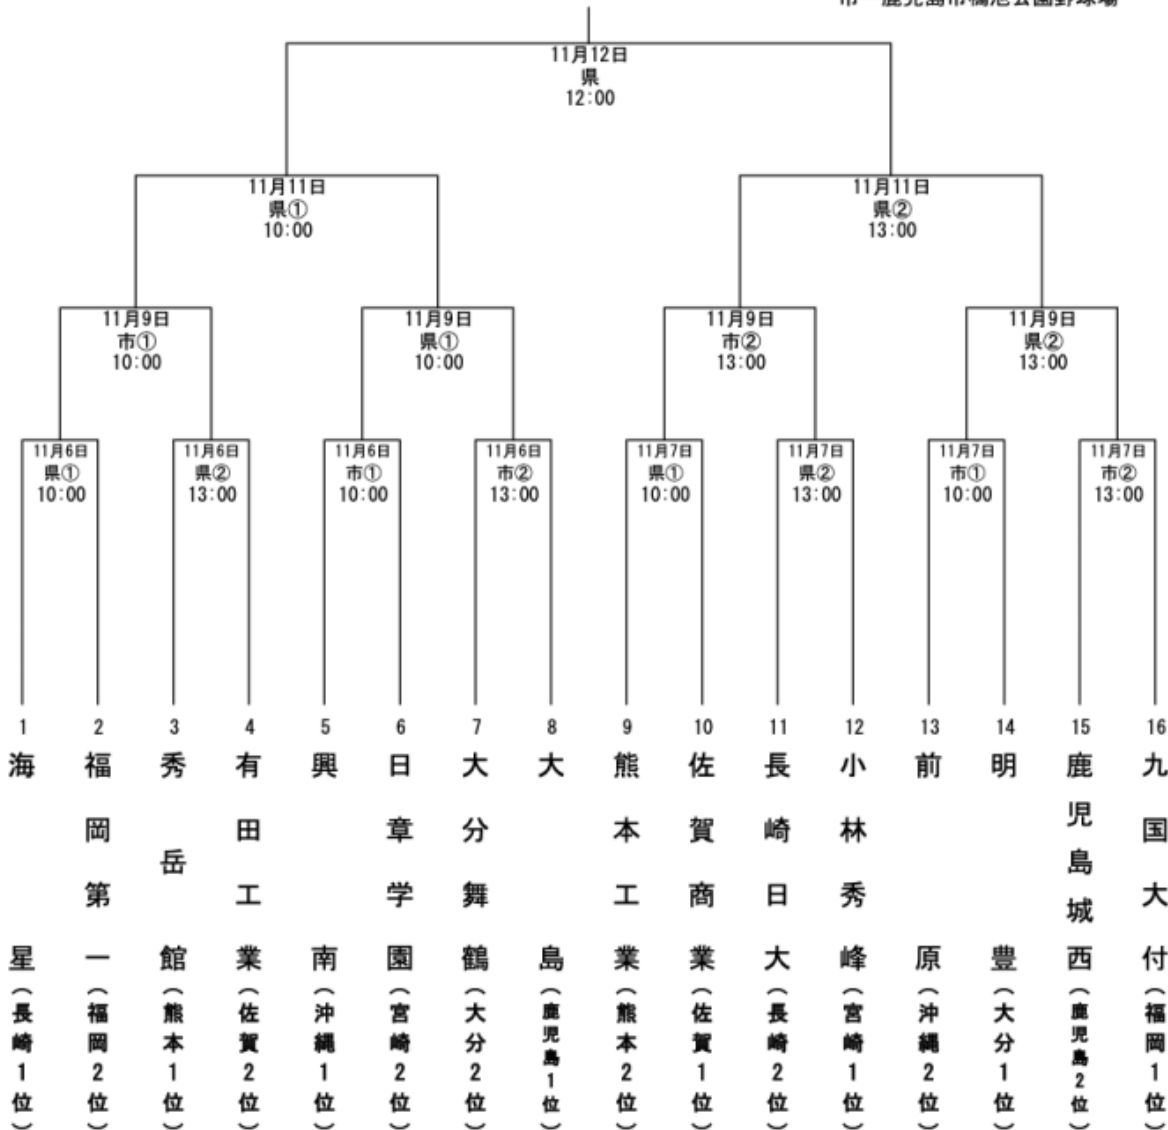 市 鹿児島市鴨池公園野球場
11月12日
県
12:00
11月11日
県①
10:00
11月11日
県②
13:00
11月9日
市①
10:00
11月9日
県①
10:00
11月9日
市②
13:00
11月9日
県②
13:00
11月6日
県①
10:00
11月6日
県②
13:00
11月6日
市①
10:00
11月6日
市②
13:00
11月7日
県①
10:00
11月7日
県②
13:00
11月7日
市①
10:00
11月7日
市②
13:00
1
海星(長崎1位)
2
福岡第一(福岡2位)
3
秀岳館(熊本1位)
4
有田工業(佐賀2位)
5
興南(沖縄1位)
6
日章学園(宮崎2位)
7
大分舞鶴(大分2位)
8
大島(鹿児島1位)
9
熊本工業(熊本2位)
10
佐賀商業(佐賀1位)
11
長崎日大(長崎2位)
12
小林秀峰(宮崎1位)
13
前原(沖縄2位)
14
明豊(大分1位)
15
鹿児島城西(鹿児島2位)
16
九国大付(福岡1位)